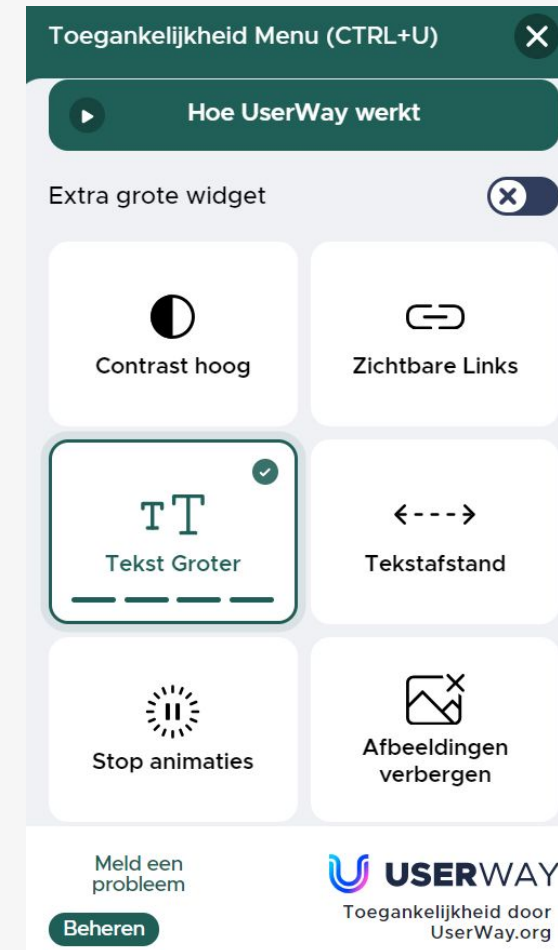 Toegankelijkheid Menu (CTRL+U)
Hoe UserWay werkt
Extra grote widget
Contrast hoog
Zichtbare Links
TT
Tekst Groter
Tekstafstand
Stop animaties
Afbeeldingen
verbergen
Meld een
probleem
Beheren
USERWAY
Toegankelijkheid door
UserWay.org